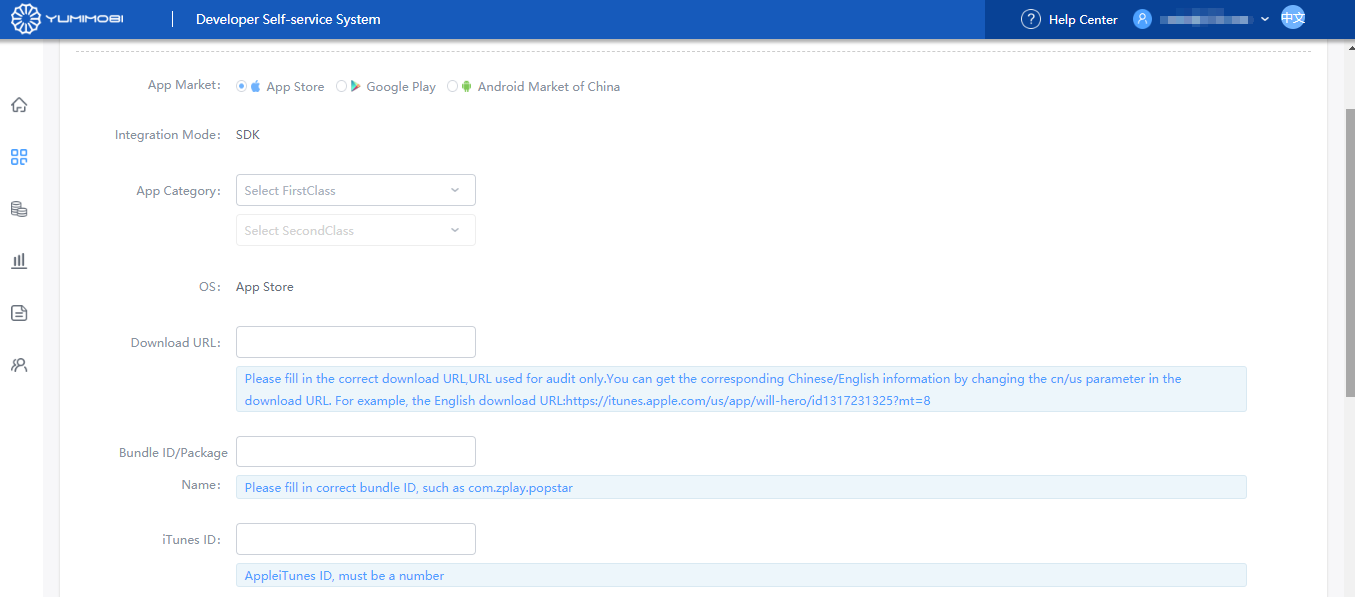 YUMIMOBI
Developer Self-service System
? Help Center
中文
App Market:
App Store
Google Play
Android Market of China
Integration Mode:
SDK
App Category:
Select FirstClass
Select SecondClass
OS:
App Store
Download URL:
Please fill in the correct download URL,URL used for audit only.You can get the corresponding Chinese/English information by changing the cn/us parameter in the
download URL. For example, the English download URL:https://itunes.apple.com/us/app/will-hero/id1317231325?mt=8
Bundle ID/Package
Name:
Please fill in correct bundle ID, such as com.zplay.popstar
iTunes ID:
AppleiTunes ID, must be a number